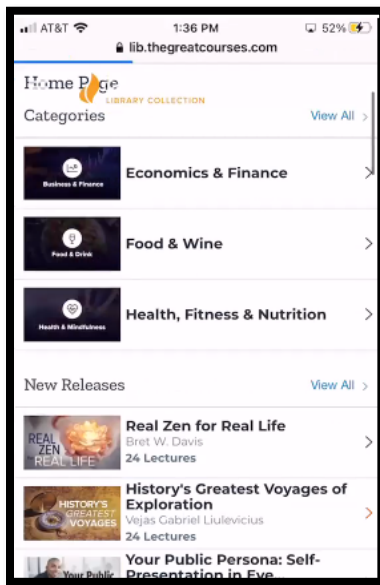 AT&T 1:36 PM 52%
lib.thegreatcourses.com
Home Page
LIBRARY COLLECTION
Categories View All >
Business & Finance
Economics & Finance
Food & Drink
Food & Wine
Health & Mindfulness
Health, Fitness & Nutrition
New Releases View All >
REAL
ZEN
FOR
REAL LIFE
Real Zen for Real Life
Bret W. Davis
24 Lectures
HISTORY'S
GREATEST
VOYAGES
History's Greatest Voyages of
Exploration
Vejas Gabriel Liulevicius
24 Lectures
Your Public
Your Public Persona: Self-
Presentation in Eve